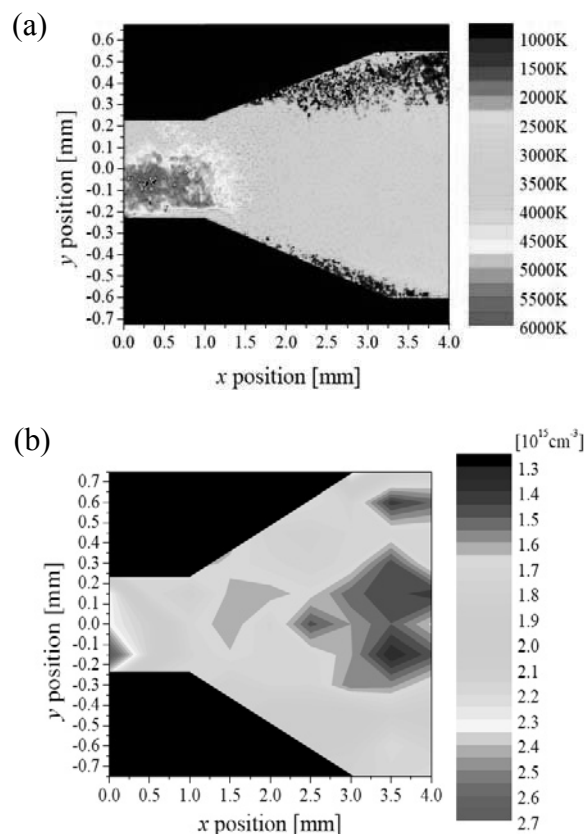 (a)
0.6
0.5
0.4
0.3
0.2
0.1
0.0
-0.1
-0.2
-0.3
-0.4
-0.5
-0.6
-0.7
y position [mm]
0.0 0.5 1.0 1.5 2.0 2.5 3.0 3.5 4.0
x position [mm]
1000K
1500K
2000K
2500K
3000K
3500K
4000K
4500K
5000K
5500K
6000K
(b)
0.7
0.6
0.5
0.4
0.3
0.2
0.1
0.0
-0.1
-0.2
-0.3
-0.4
-0.5
-0.6
-0.7
y position [mm]
0.0 0.5 1.0 1.5 2.0 2.5 3.0 3.5 4.0
x position [mm]
[10¹⁵cm⁻³]
1.3
1.4
1.5
1.6
1.7
1.8
1.9
2.0
2.1
2.2
2.3
2.4
2.5
2.6
2.7